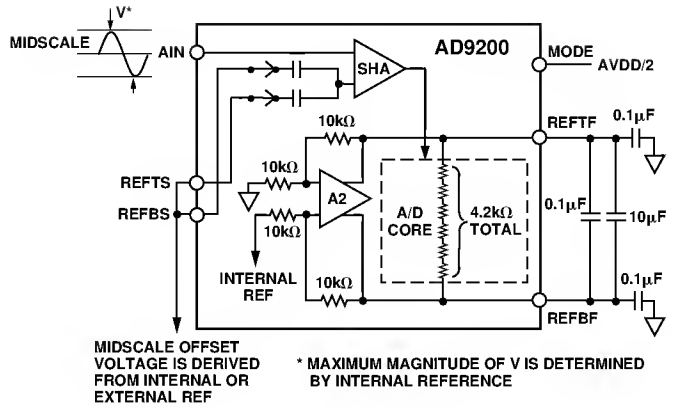 V*
MIDSCALE
AIN
SHA
AD9200
MODE
AVDD/2
0.1µF
10kΩ
REFTF
10kΩ
REFTS
A2
A/D
CORE
4.2kΩ
TOTAL
0.1µF
10µF
REFBS
10kΩ
INTERNAL
REF
10kΩ
0.1µF
REFBF
MIDSCALE OFFSET
VOLTAGE IS DERIVED
FROM INTERNAL OR
EXTERNAL REF
* MAXIMUM MAGNITUDE OF V IS DETERMINED
BY INTERNAL REFERENCE